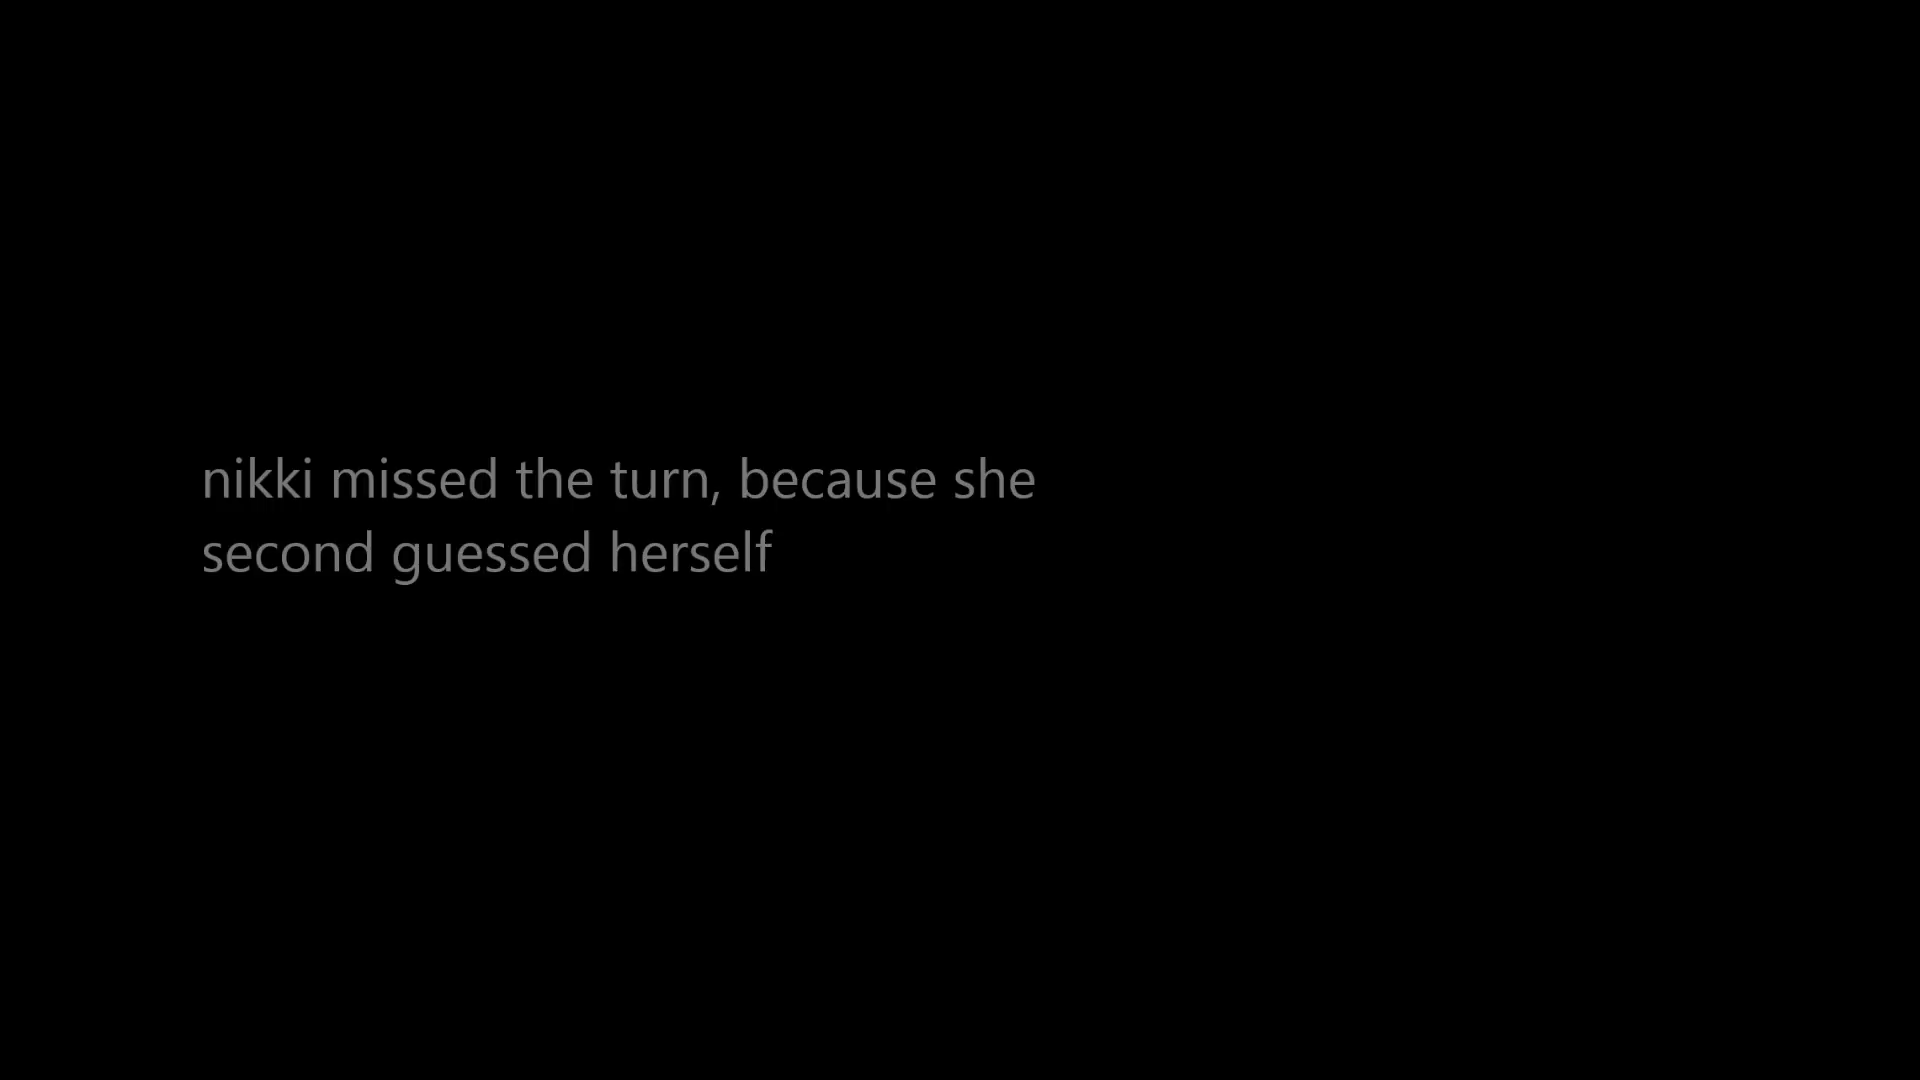 nikki missed the turn, because she
second guessed herself